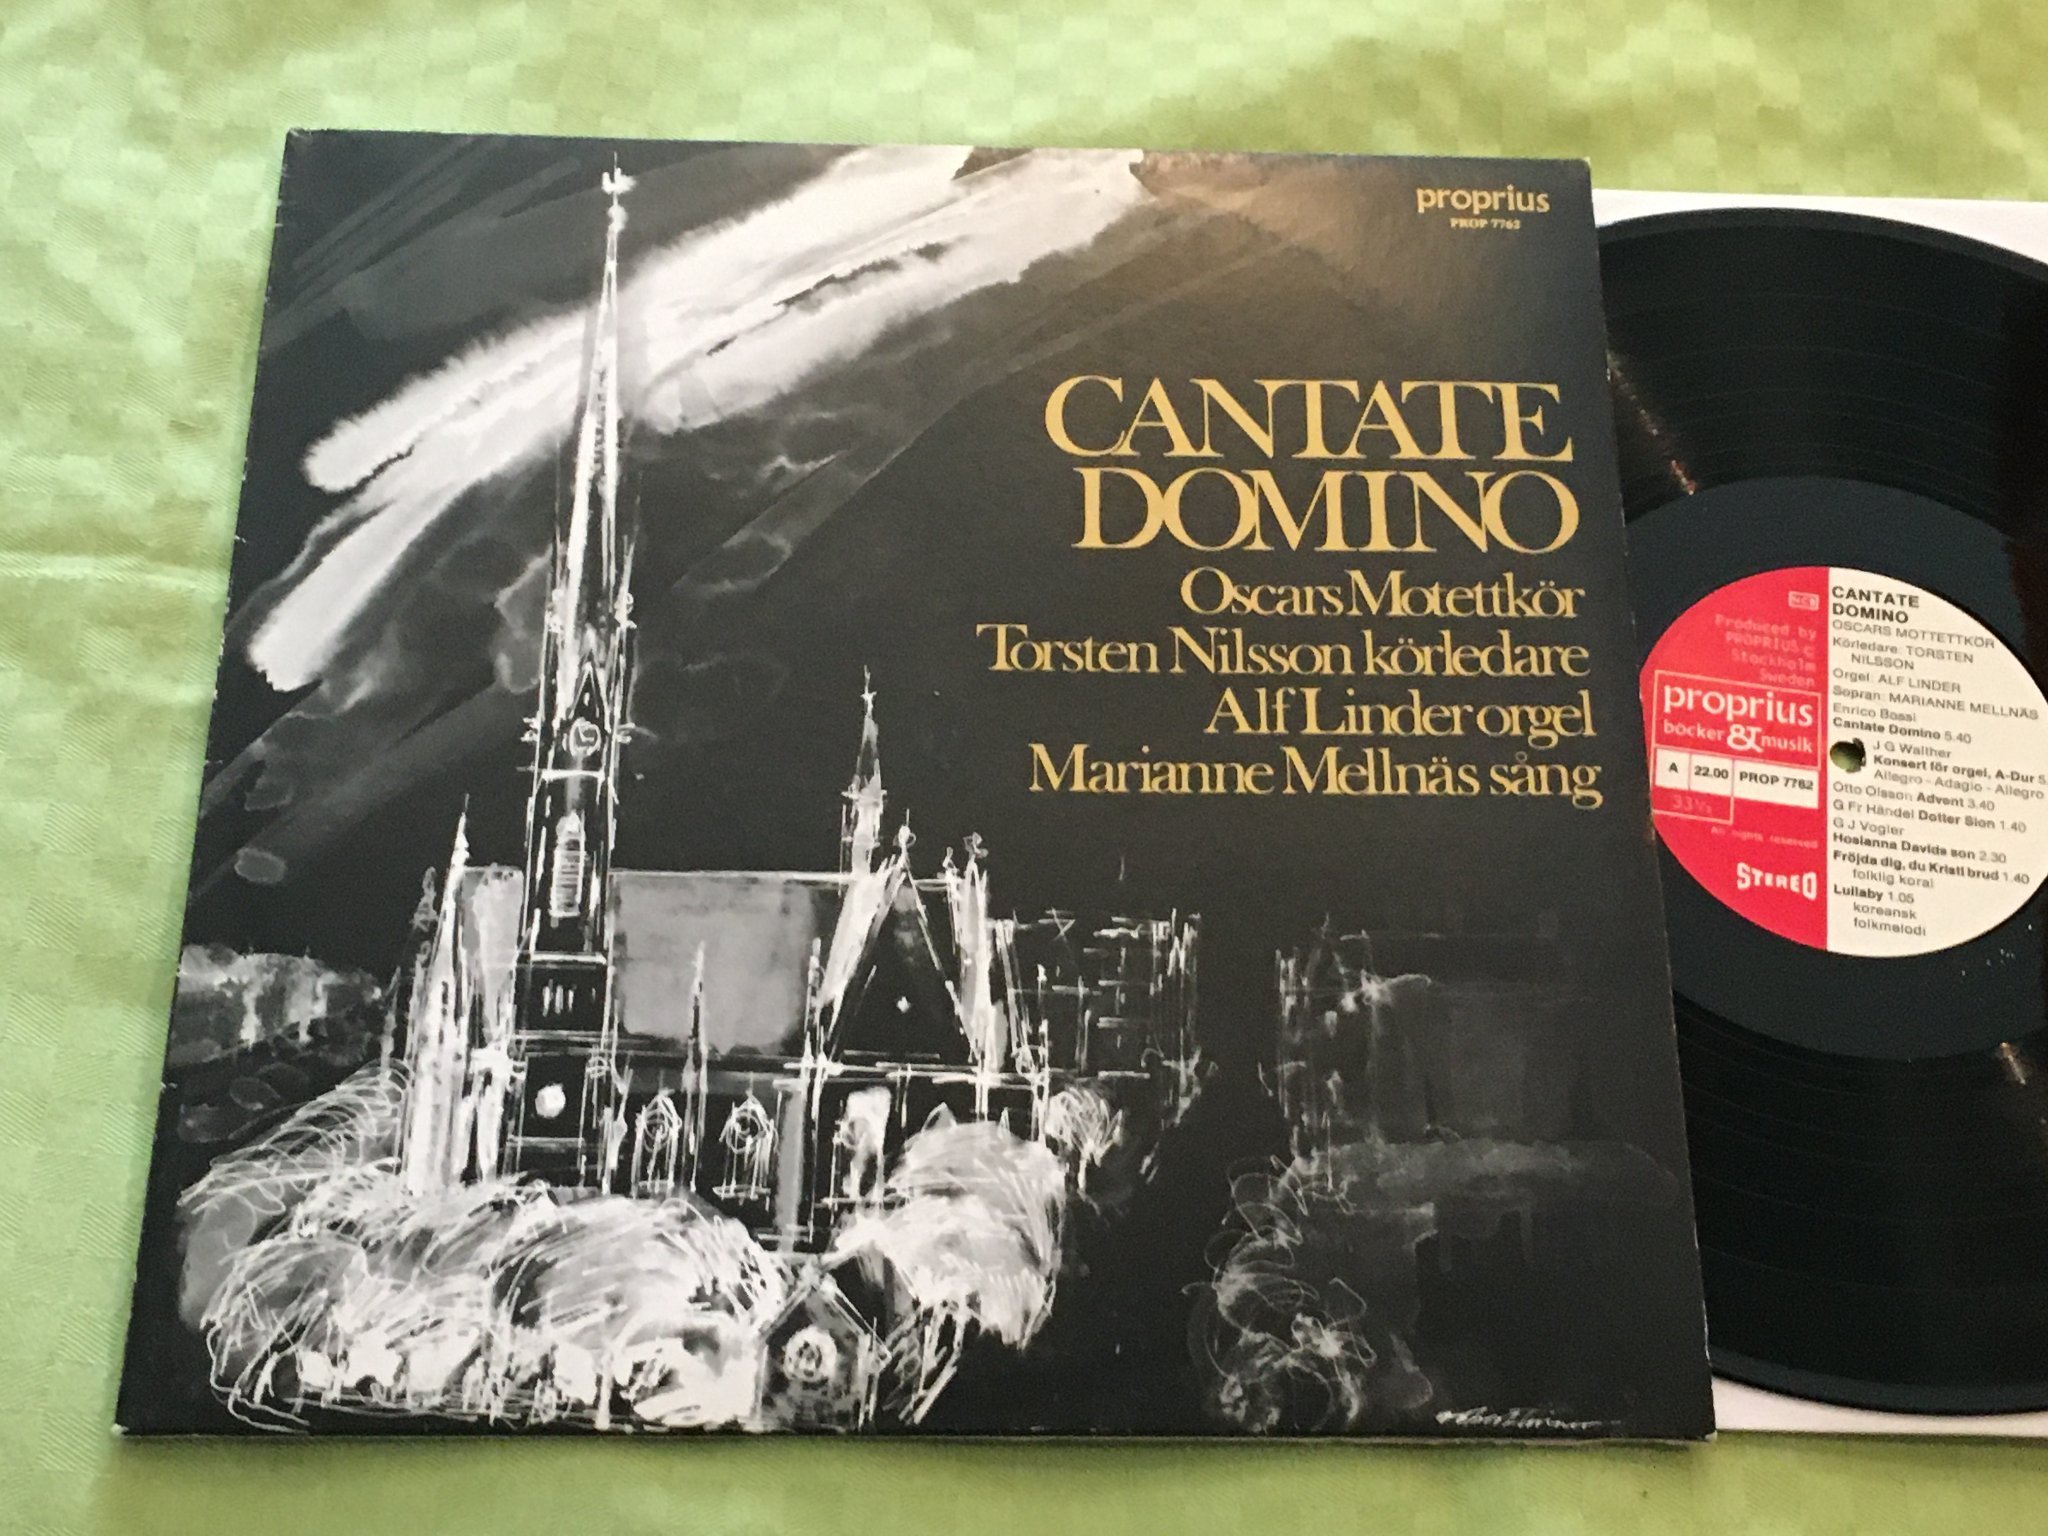 proprius
PROP 7762
CANTATE
DOMINO
Oscars Motettkör
Torsten Nilsson körledare
Alf Linder orgel
Marianne Mellnäs sång
NCB
Produced by
PROPRIUS c
Stockholm
Sweden
proprius
böcker & musik
A 22.00 PROP 7762
33⅓
All rights reserved
STEREO
CANTATE
DOMINO
OSCARS MOTTETTKÖR
Körledare: TORSTEN
NILSSON
Orgel: ALF LINDER
Sopran: MARIANNE MELLNÄS
Enrico Bossi
Cantate Domino 5.40
J G Walther
Konsert för orgel, A-Dur 5.
Allegro - Adagio - Allegro
Otto Olsson Advent 3.40
G Fr Händel Dotter Sion 1.40
G J Vogler
Hosianna Davids son 2.30
Fröjda dig, du Kristi brud 1.40
folklig koral
Lullaby 1.05
koreansk
folkmelodi